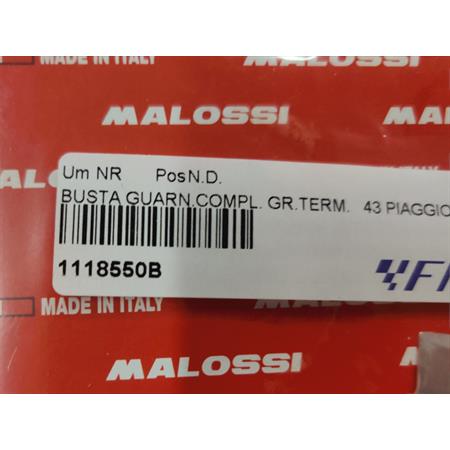 MADE IN ITALY
MALOSSI
MALOSSI
Um NR PosN.D.
BUSTA GUARN.COMPL. GR.TERM. 43 PIAGGIO
1118550B
MADE IN ITALY
MALOSSI